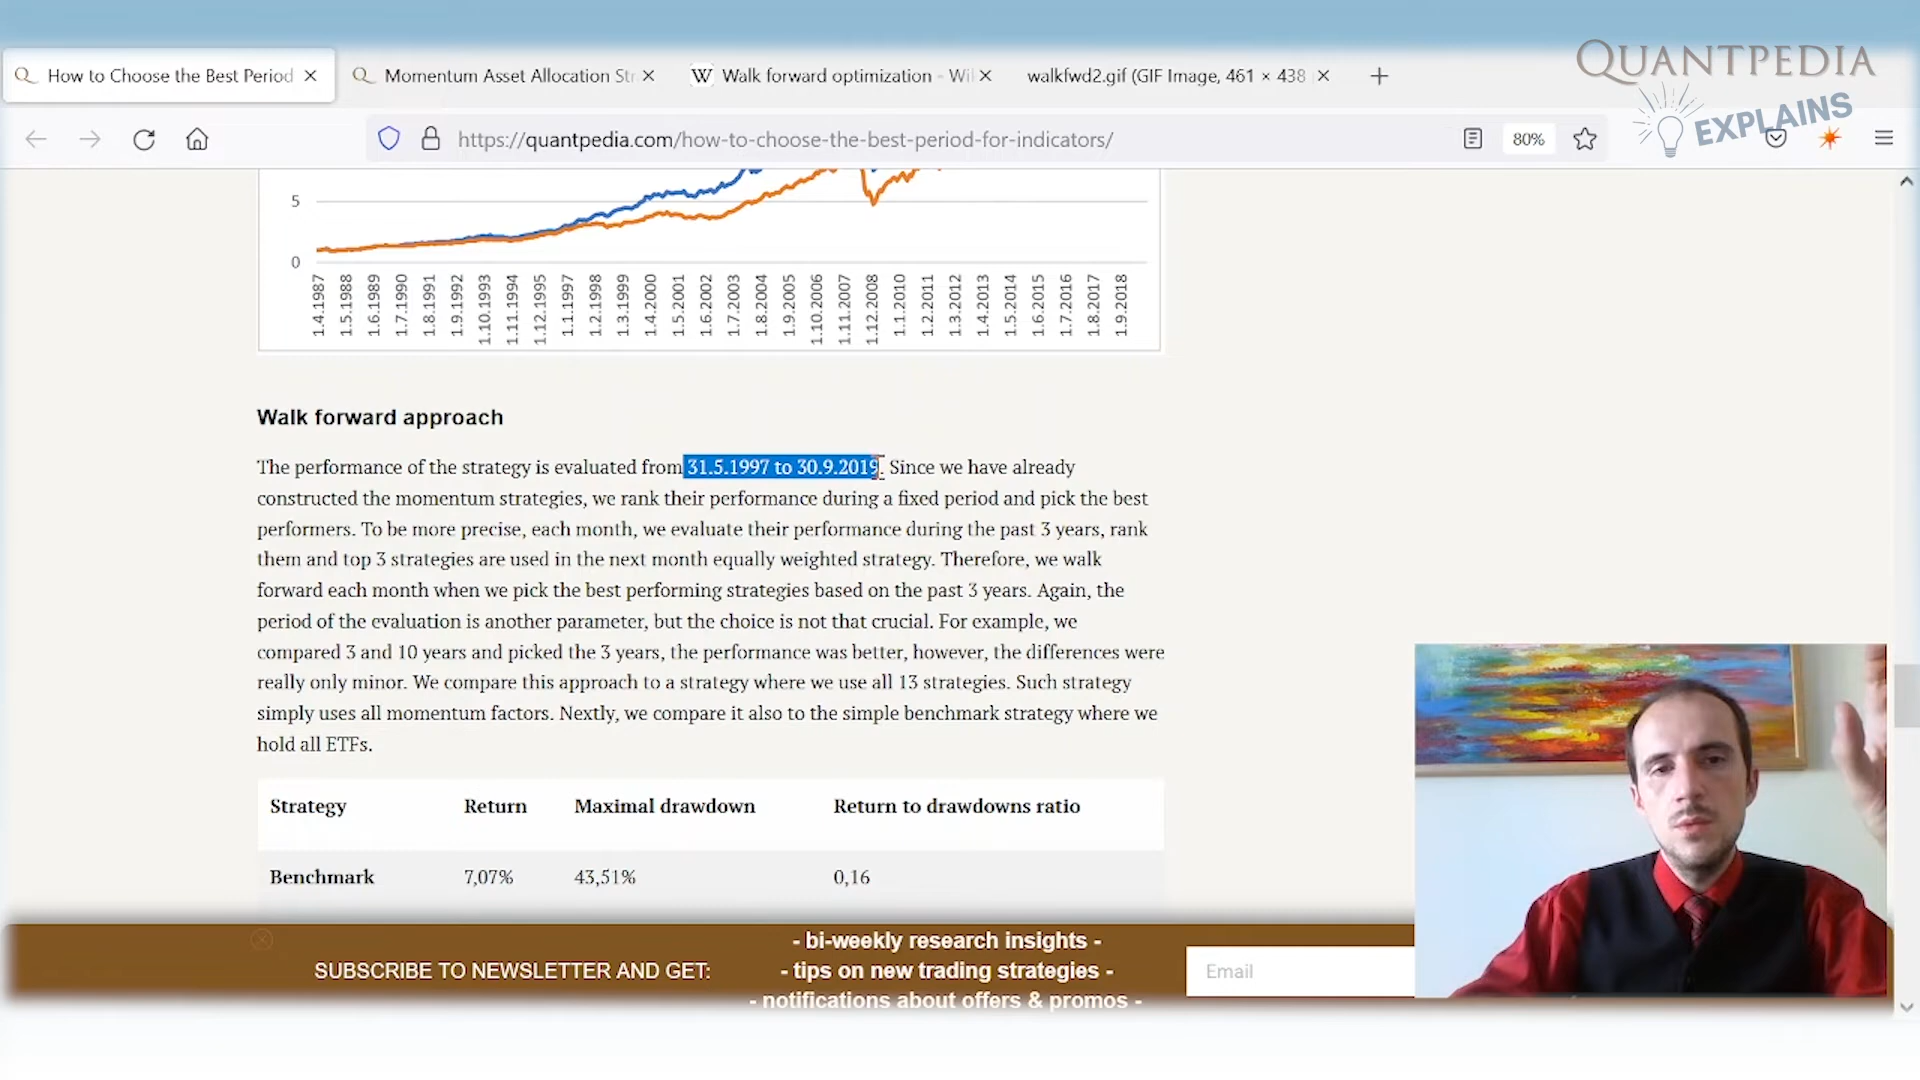 How to Choose the Best Period
Momentum Asset Allocation Str
W Walk forward optimization - Wil
walkfwd2.gif (GIF Image, 461 × 438
QUANTPEDIA
EXPLAINS
https://quantpedia.com/how-to-choose-the-best-period-for-indicators/
80%
5
0
1.4.1987
1.5.1988
1.6.1989
1.7.1990
1.8.1991
1.9.1992
1.10.1993
1.11.1994
1.12.1995
1.1.1997
1.2.1998
1.3.1999
1.4.2000
1.5.2001
1.6.2002
1.7.2003
1.8.2004
1.9.2005
1.10.2006
1.11.2007
1.12.2008
1.1.2010
1.2.2011
1.3.2012
1.4.2013
1.5.2014
1.6.2015
1.7.2016
1.8.2017
1.9.2018
Walk forward approach
The performance of the strategy is evaluated from 31.5.1997 to 30.9.2019. Since we have already
constructed the momentum strategies, we rank their performance during a fixed period and pick the best
performers. To be more precise, each month, we evaluate their performance during the past 3 years, rank
them and top 3 strategies are used in the next month equally weighted strategy. Therefore, we walk
forward each month when we pick the best performing strategies based on the past 3 years. Again, the
period of the evaluation is another parameter, but the choice is not that crucial. For example, we
compared 3 and 10 years and picked the 3 years, the performance was better, however, the differences were
really only minor. We compare this approach to a strategy where we use all 13 strategies. Such strategy
simply uses all momentum factors. Nextly, we compare it also to the simple benchmark strategy where we
hold all ETFs.
Strategy Return Maximal drawdown Return to drawdowns ratio
Benchmark 7,07% 43,51% 0,16
SUBSCRIBE TO NEWSLETTER AND GET:
- bi-weekly research insights -
- tips on new trading strategies -
- notifications about offers & promos -
Email